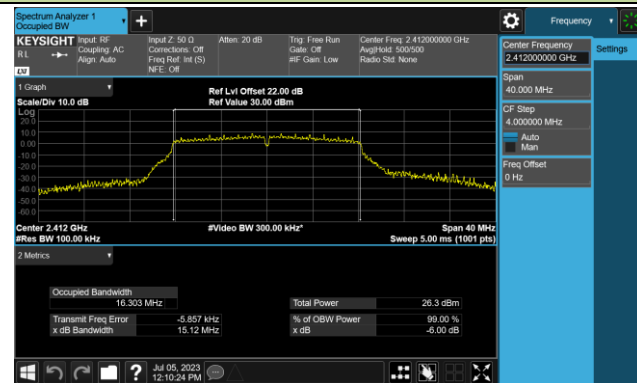 Spectrum Analyzer 1
Occupied BW
Frequency
KEYSIGHT
Input: RF
Coupling: AC
Align: Auto
Input Z: 50 Ω
Corrections: Off
Freq Ref: Int (S)
NFE: Off
Atten: 20 dB
Trig: Free Run
Gate: Off
#IF Gain: Low
Center Freq: 2.412000000 GHz
Avg|Hold: 500/500
Radio Std: None
RL
LXI
Center Frequency
2.412000000 GHz
Settings
Span
40.000 MHz
CF Step
4.000000 MHz
Auto
Man
Freq Offset
0 Hz
1 Graph
Scale/Div 10.0 dB
Ref Lvl Offset 22.00 dB
Ref Value 30.00 dBm
Log
20.0
10.0
0.00
-10.0
-20.0
-30.0
-40.0
-50.0
-60.0
Center 2.412 GHz
#Res BW 100.00 kHz
#Video BW 300.00 kHz*
Span 40 MHz
Sweep 5.00 ms (1001 pts)
2 Metrics
Occupied Bandwidth
16.303 MHz
Total Power 26.3 dBm
Transmit Freq Error -5.857 kHz
% of OBW Power 99.00 %
x dB Bandwidth 15.12 MHz
x dB -6.00 dB
Jul 05, 2023
12:10:24 PM